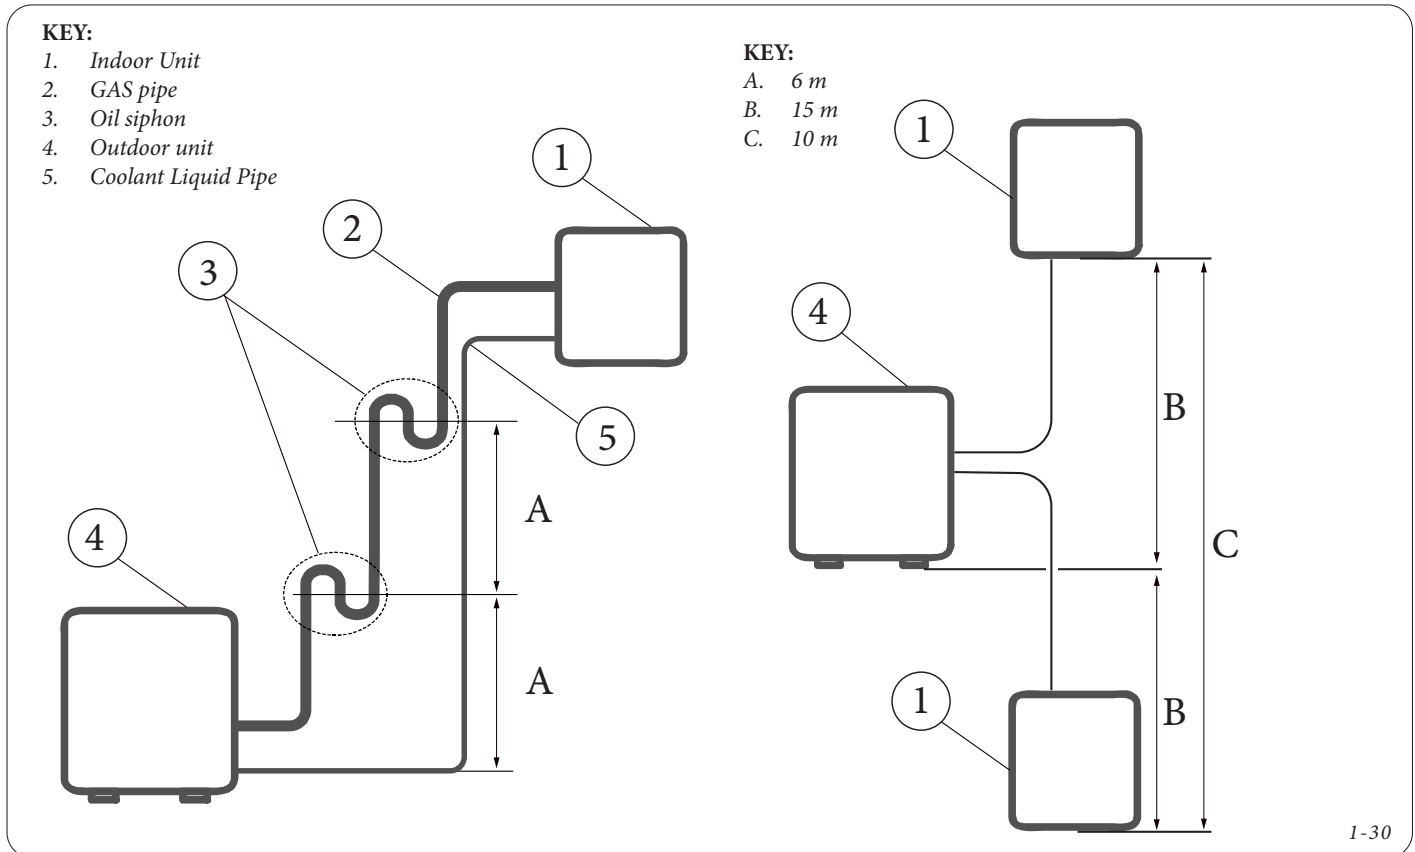 KEY:
1. Indoor Unit
2. GAS pipe
3. Oil siphon
4. Outdoor unit
5. Coolant Liquid Pipe
1
2
3
5
4
A
A
KEY:
A. 6 m
B. 15 m
C. 10 m
1
4
B
C
1
B
1-30